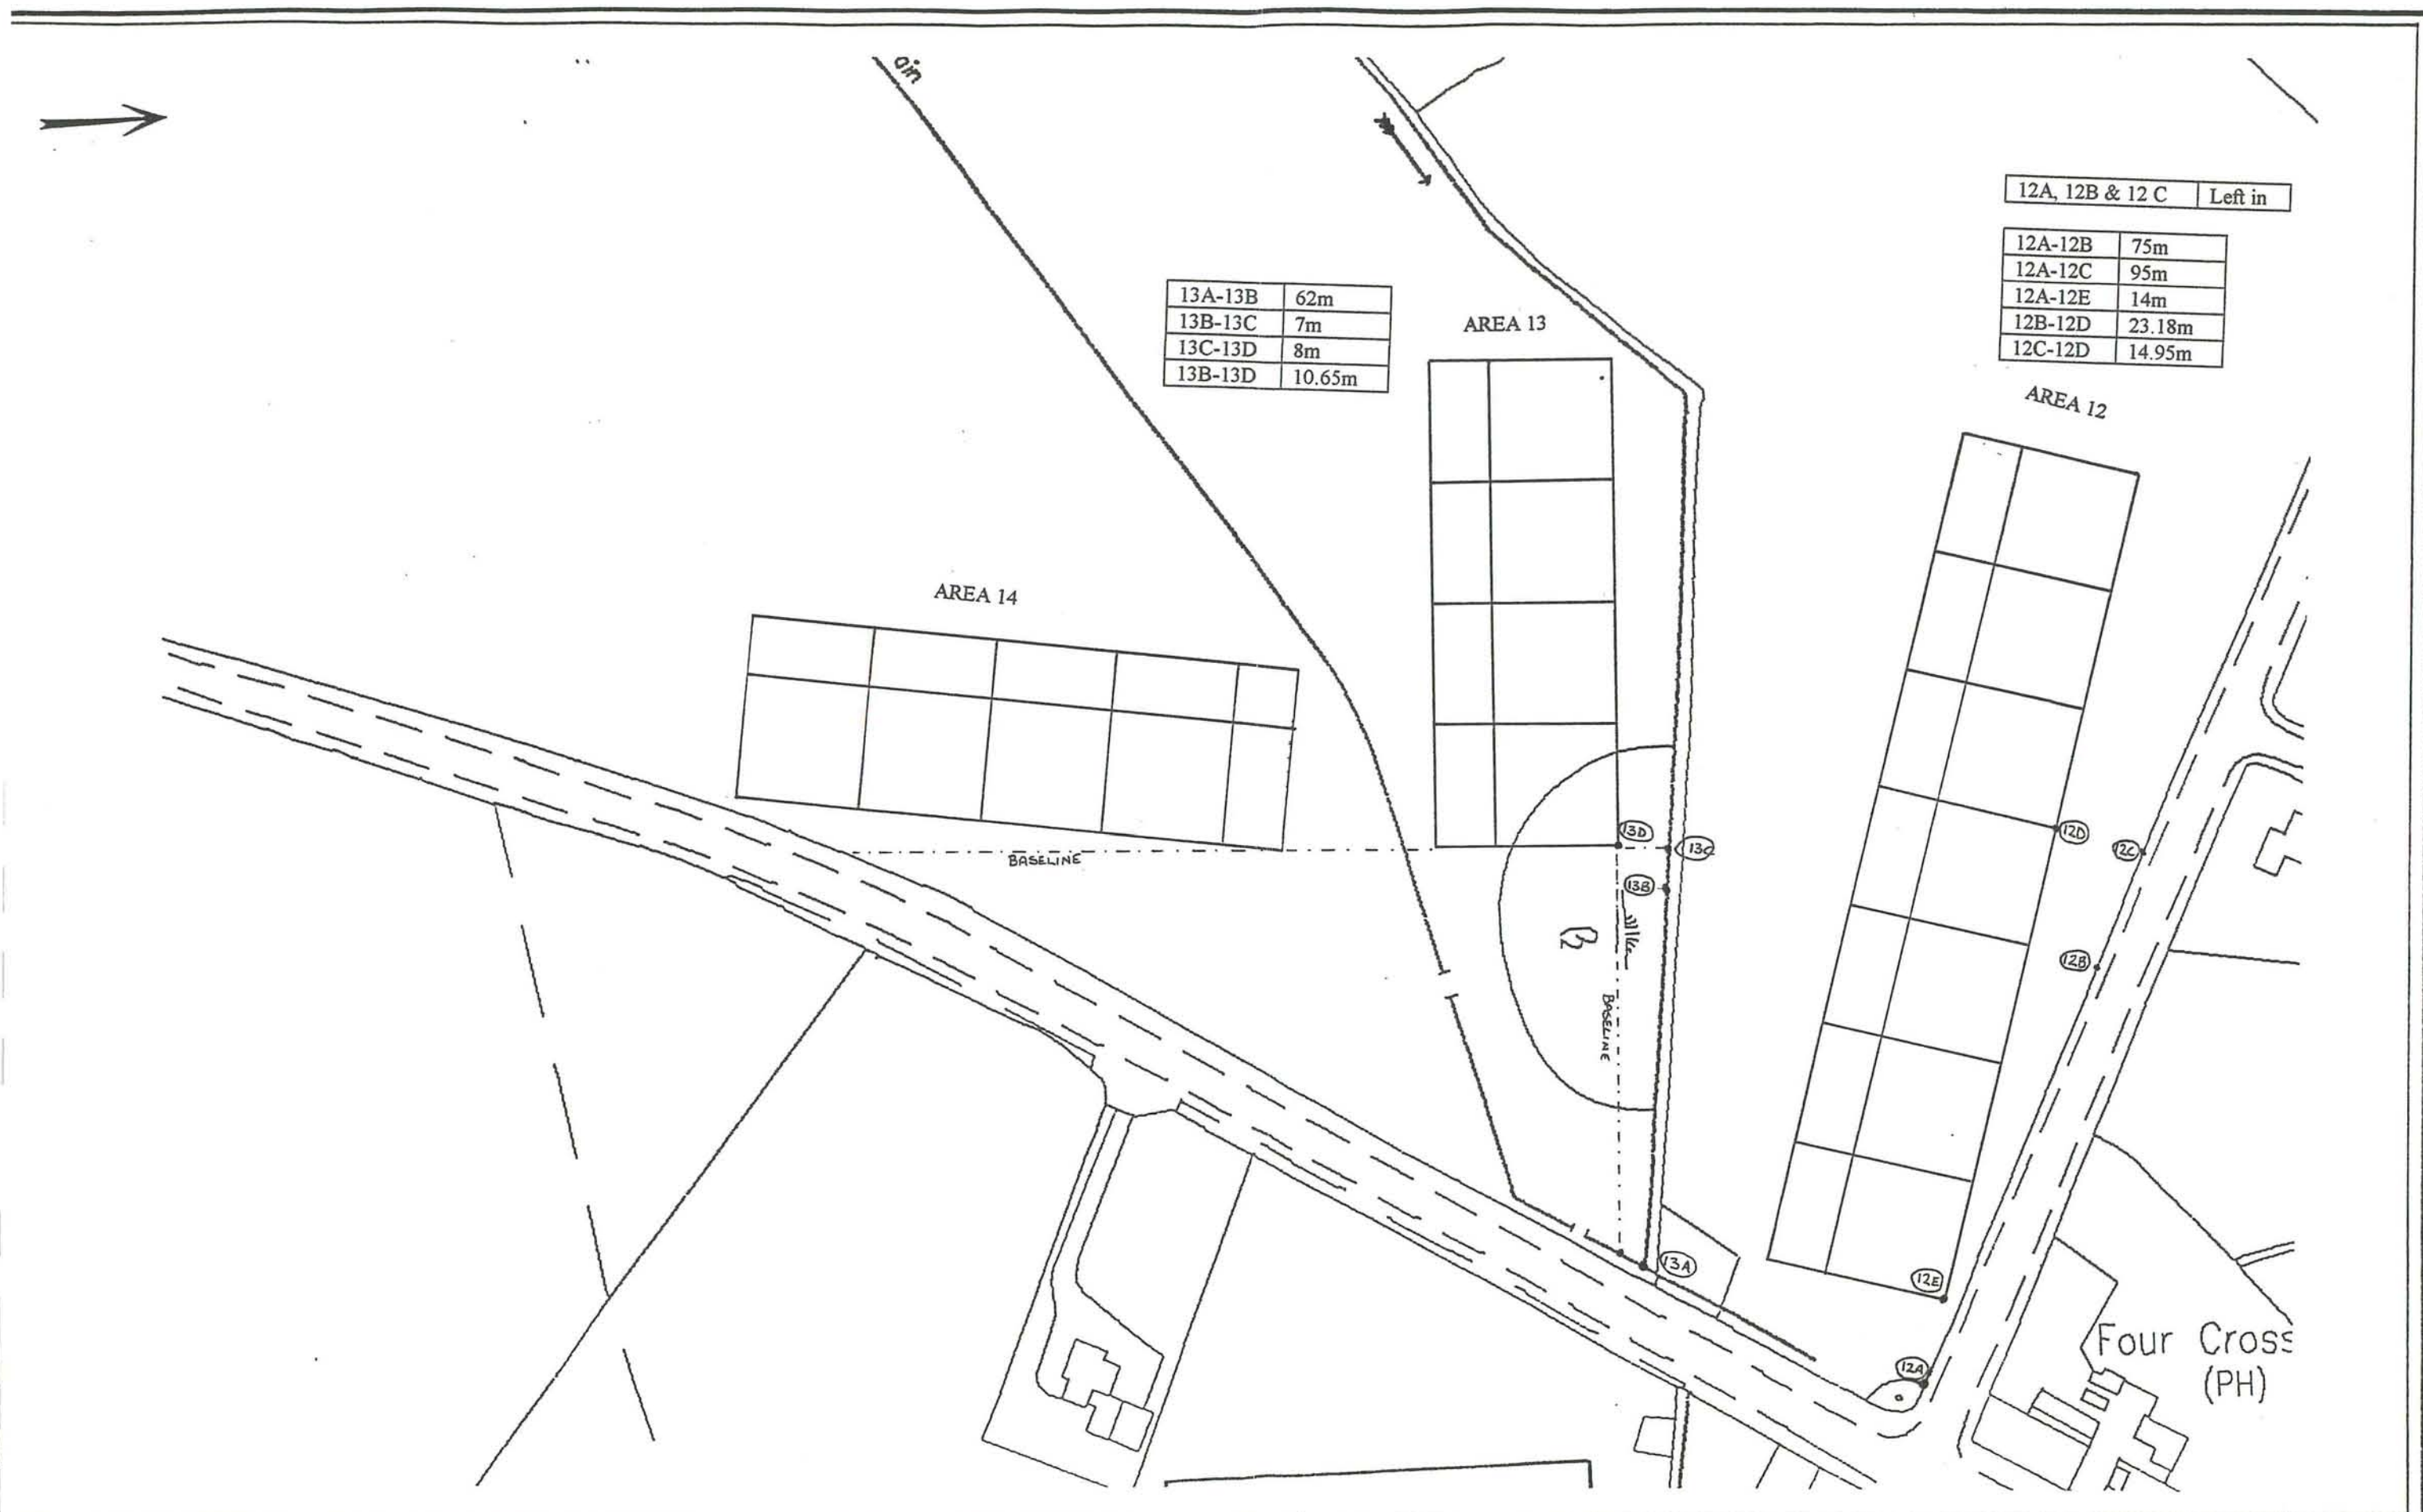 ain
12A, 12B & 12 C Left in
12A-12B 75m
12A-12C 95m
12A-12E 14m
12B-12D 23.18m
12C-12D 14.95m
13A-13B 62m
13B-13C 7m
13C-13D 8m
13B-13D 10.65m
AREA 13
AREA 12
AREA 14
13D
13C
12D
12C
BASELINE
13B
12B
BASELINE
13A
12E
12A
Four Cross
(PH)